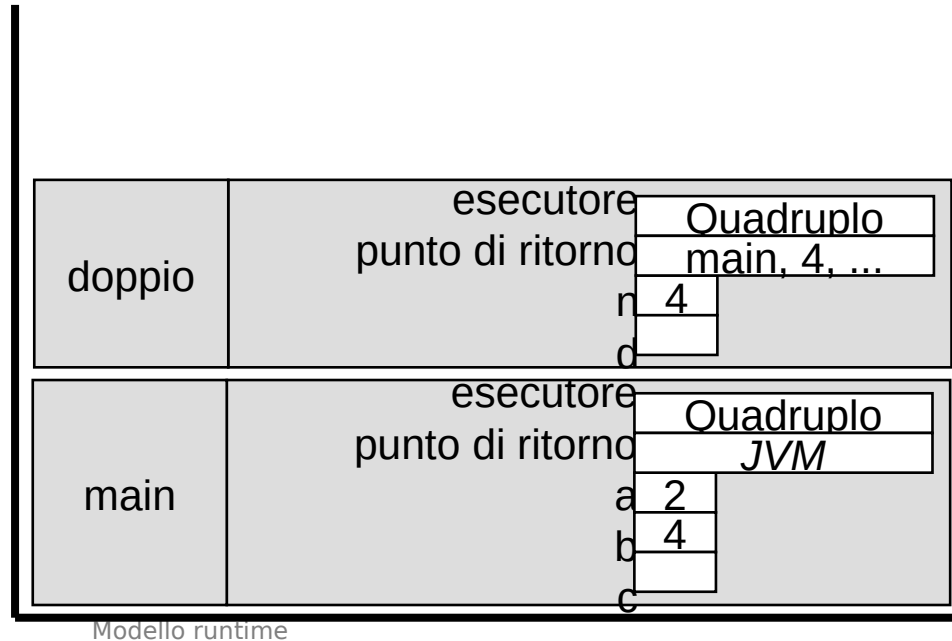 esecutore Quadruplo
punto di ritorno main, 4, ...
doppio
n 4
d
esecutore Quadruplo
punto di ritorno JVM
main
a 2
b 4
c
Modello runtime